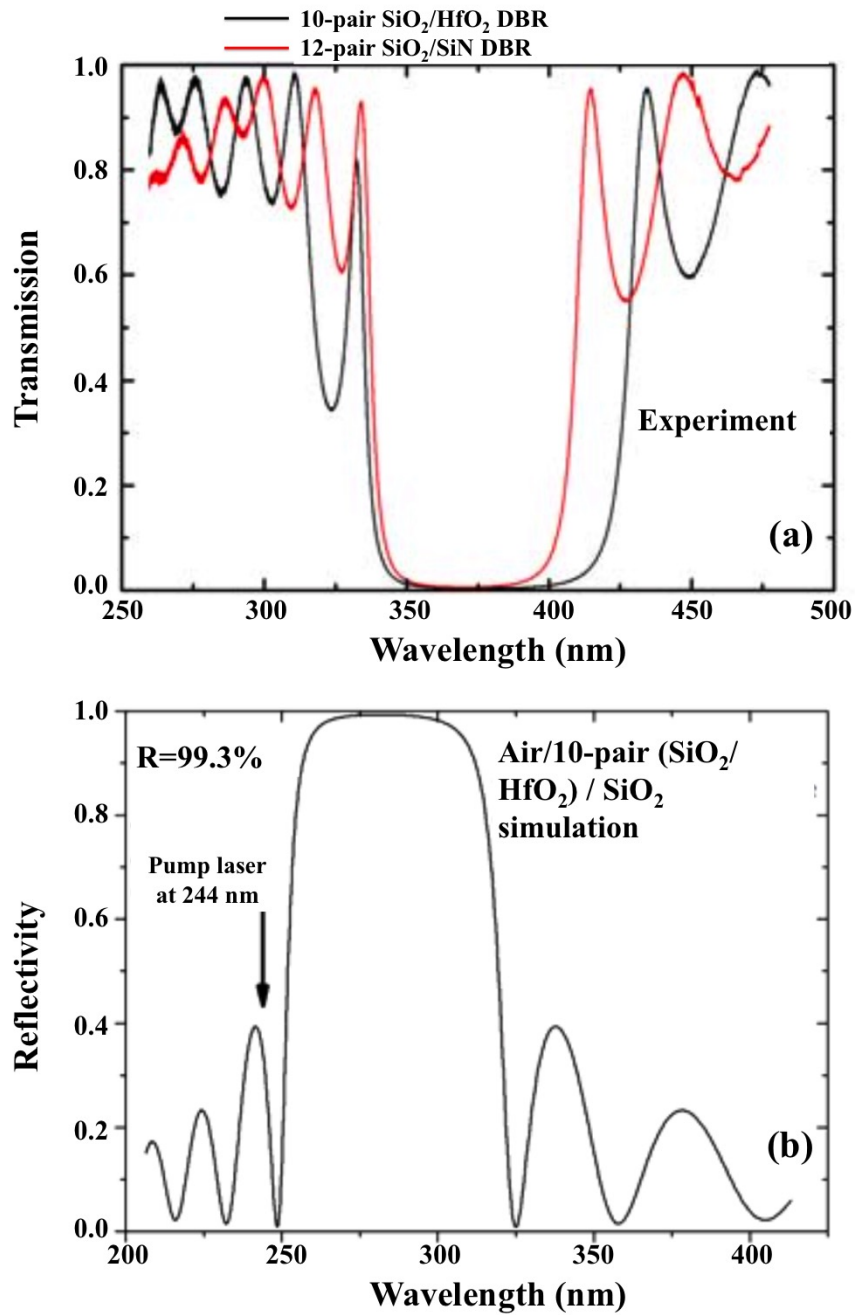 10-pair SiO₂/HfO₂ DBR
12-pair SiO₂/SiN DBR
1.0
0.8
0.6
0.4
0.2
0.0
Transmission
Experiment
(a)
250
300
350
400
450
500
Wavelength (nm)
1.0
0.8
0.6
0.4
0.2
0.0
Reflectivity
R=99.3%
Air/10-pair (SiO₂/
HfO₂) / SiO₂
simulation
Pump laser
at 244 nm
(b)
200
250
300
350
400
Wavelength (nm)